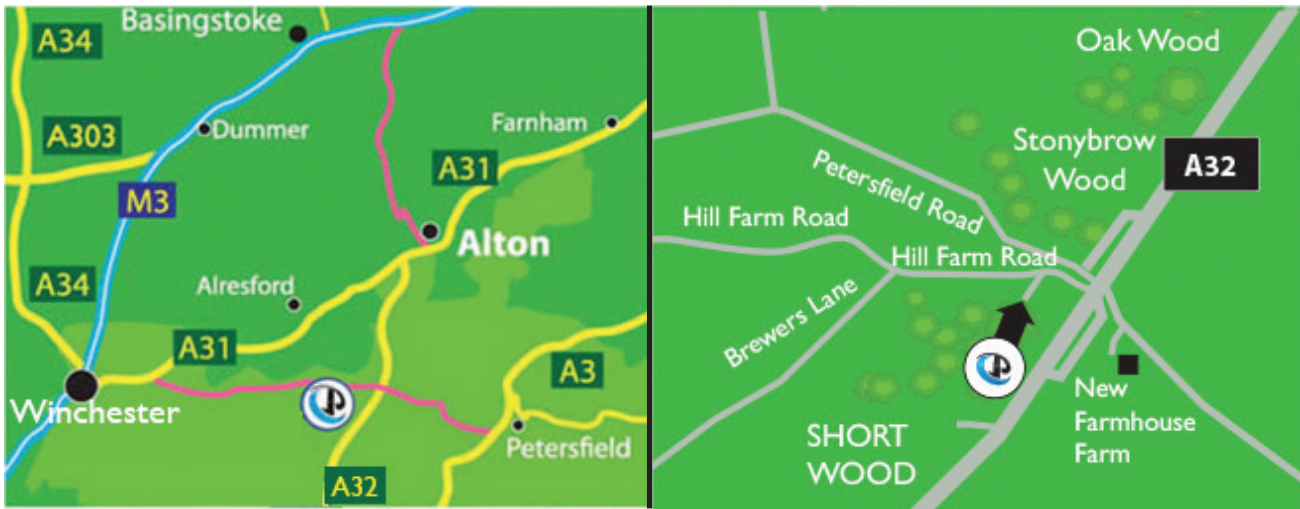 Basingstoke
A34
Dummer
Farnham
A303
A31
M3
Alton
A34
Alresford
A31
A3
Winchester
Petersfield
A32
Oak Wood
Stonybrow
Wood
A32
Petersfield Road
Hill Farm Road
Hill Farm Road
Brewers Lane
New
Farmhouse
Farm
SHORT
WOOD